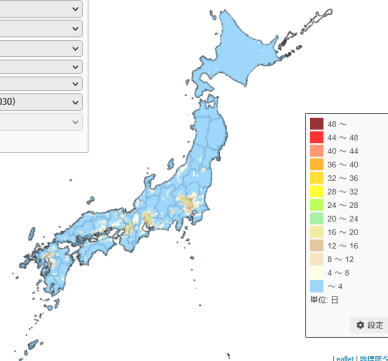 030)
48 ～
44 ～ 48
40 ～ 44
36 ～ 40
32 ～ 36
28 ～ 32
24 ～ 28
20 ～ 24
16 ～ 20
12 ～ 16
8 ～ 12
4 ～ 8
～ 4
単位: 日
設定
Leaflet | 地理院タ